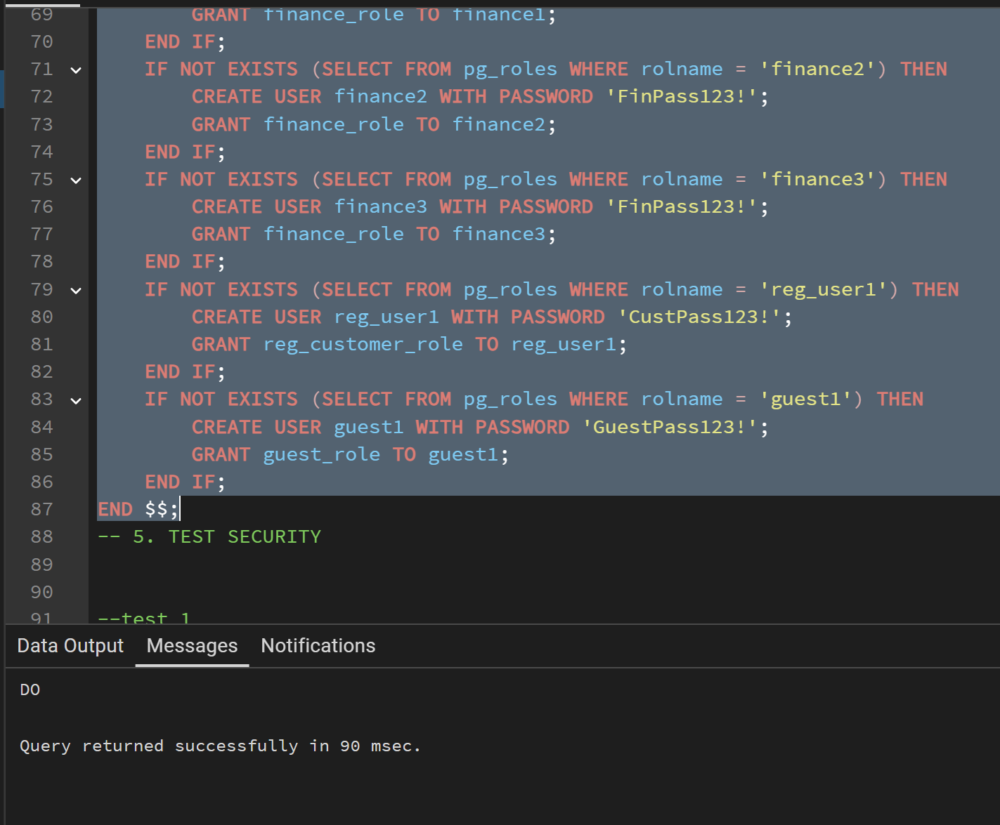 69 GRANT finance_role TO finance1;
70 END IF;
71 IF NOT EXISTS (SELECT FROM pg_roles WHERE rolname = 'finance2') THEN
72 CREATE USER finance2 WITH PASSWORD 'FinPass123!';
73 GRANT finance_role TO finance2;
74 END IF;
75 IF NOT EXISTS (SELECT FROM pg_roles WHERE rolname = 'finance3') THEN
76 CREATE USER finance3 WITH PASSWORD 'FinPass123!';
77 GRANT finance_role TO finance3;
78 END IF;
79 IF NOT EXISTS (SELECT FROM pg_roles WHERE rolname = 'reg_user1') THEN
80 CREATE USER reg_user1 WITH PASSWORD 'CustPass123!';
81 GRANT reg_customer_role TO reg_user1;
82 END IF;
83 IF NOT EXISTS (SELECT FROM pg_roles WHERE rolname = 'guest1') THEN
84 CREATE USER guest1 WITH PASSWORD 'GuestPass123!';
85 GRANT guest_role TO guest1;
86 END IF;
87 END $$;
88 -- 5. TEST SECURITY
89
90
91 --test 1
Data Output Messages Notifications
DO
Query returned successfully in 90 msec.